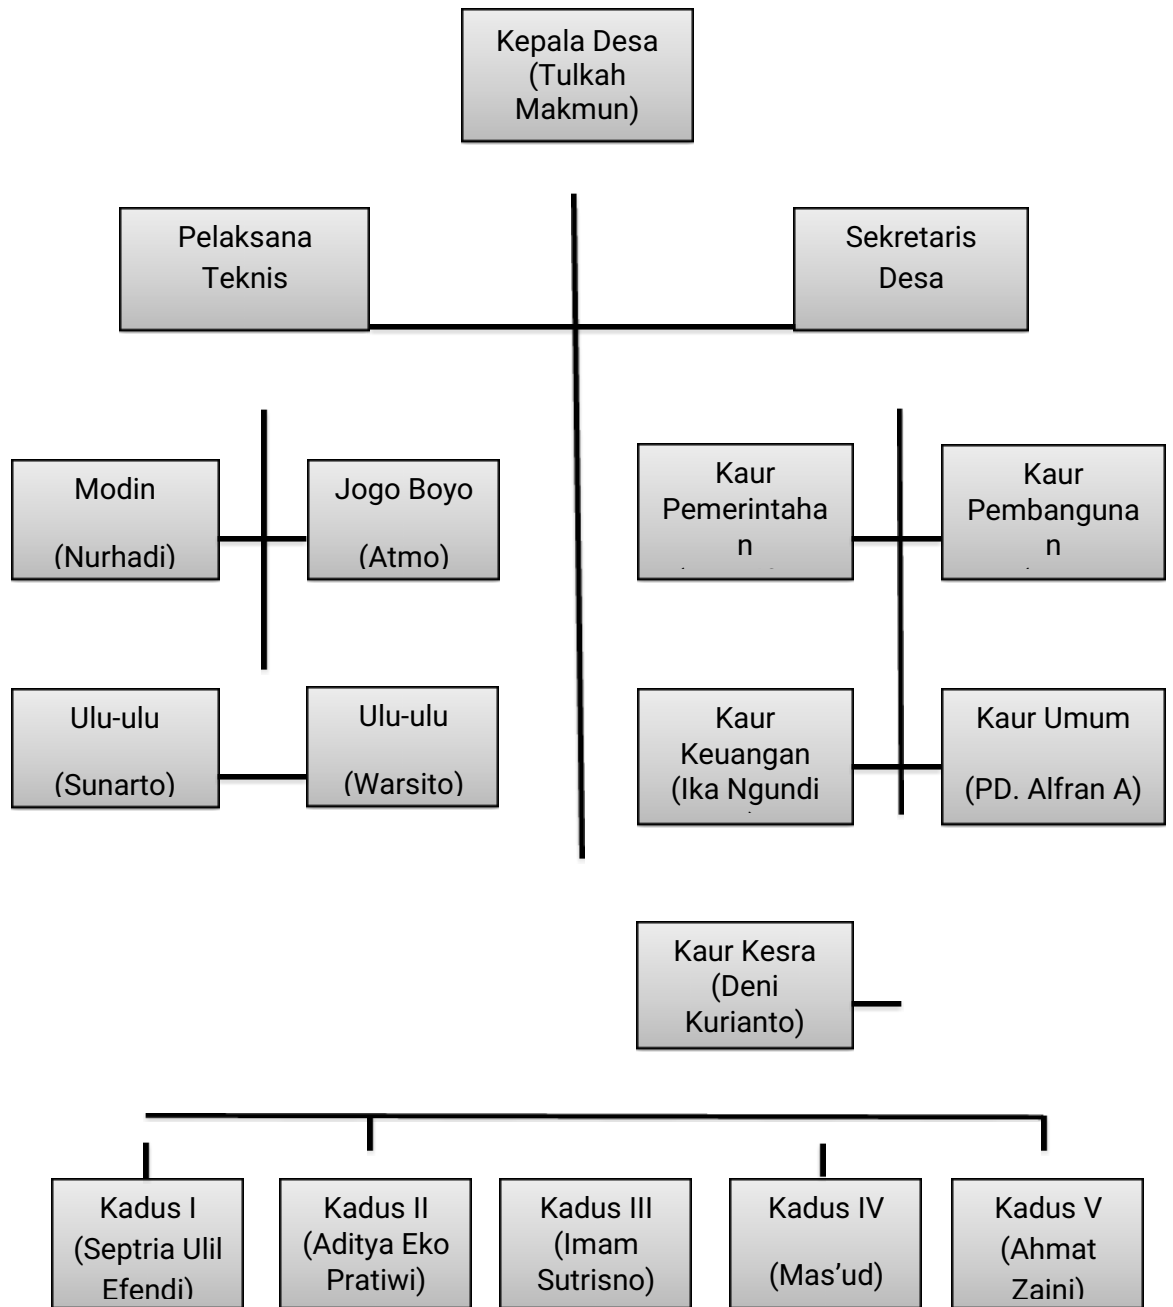 Kepala Desa
(Tulkah
Makmun)
Pelaksana
Teknis
Sekretaris
Desa
Modin
(Nurhadi)
Jogo Boyo
(Atmo)
Kaur
Pemerintaha
n
Kaur
Pembanguna
n
Ulu-ulu
(Sunarto)
Ulu-ulu
(Warsito)
Kaur
Keuangan
(Ika Ngundi
Kaur Umum
(PD. Alfran A)
Kaur Kesra
(Deni
Kurianto)
Kadus I
(Septria Ulil
Efendi)
Kadus II
(Aditya Eko
Pratiwi)
Kadus III
(Imam
Sutrisno)
Kadus IV
(Mas’ud)
Kadus V
(Ahmat
Zaini)